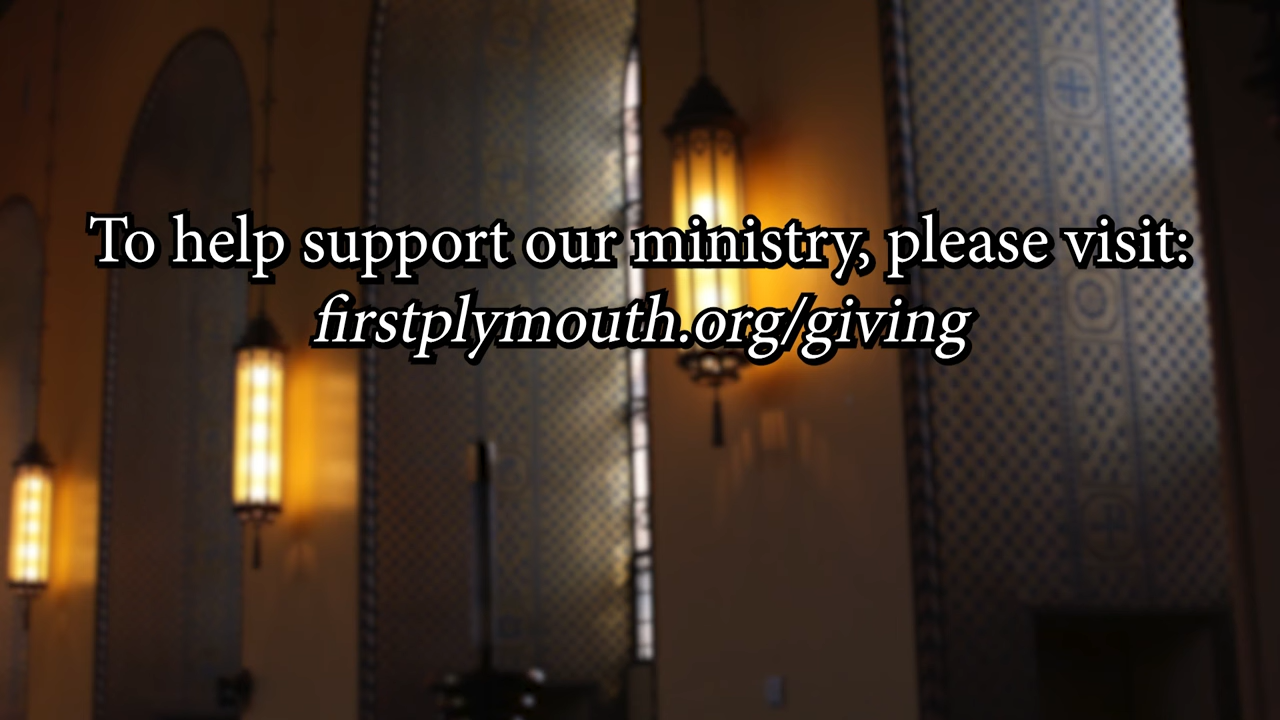 To help support our ministry, please visit:
firstplymouth.org/giving